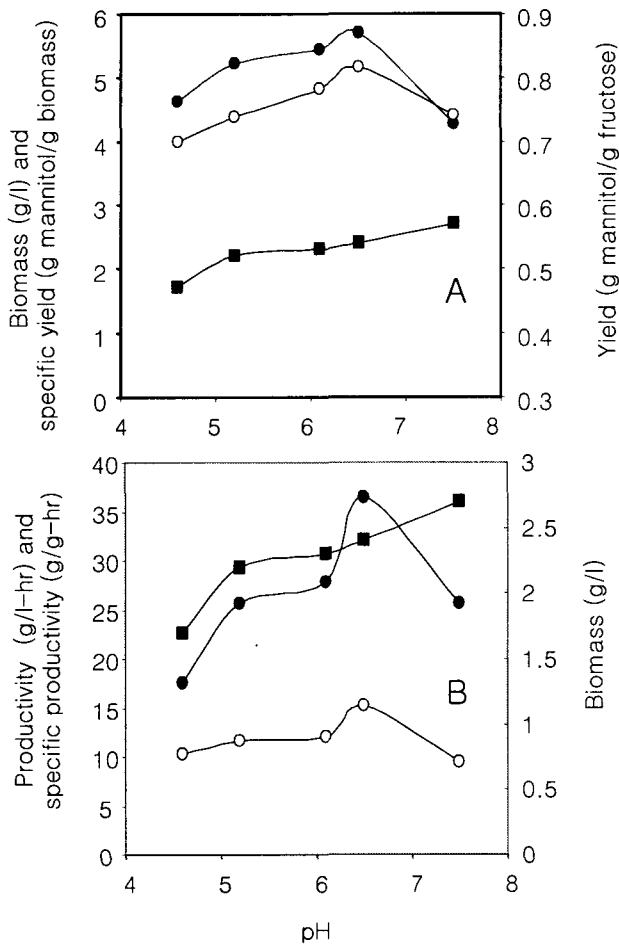 Biomass (g/l) and
specific yield (g mannitol/g biomass)
6
5
4
3
2
1
0
0.9
0.8
0.7
0.6
0.5
0.4
0.3
Yield (g mannitol/g fructose)
A
4 5 6 7 8
Productivity (g/l-hr) and
specific productivity (g/g-hr)
40
35
30
25
20
15
10
5
0
3
2.5
2
1.5
1
0.5
0
Biomass (g/l)
B
4 5 6 7 8
pH